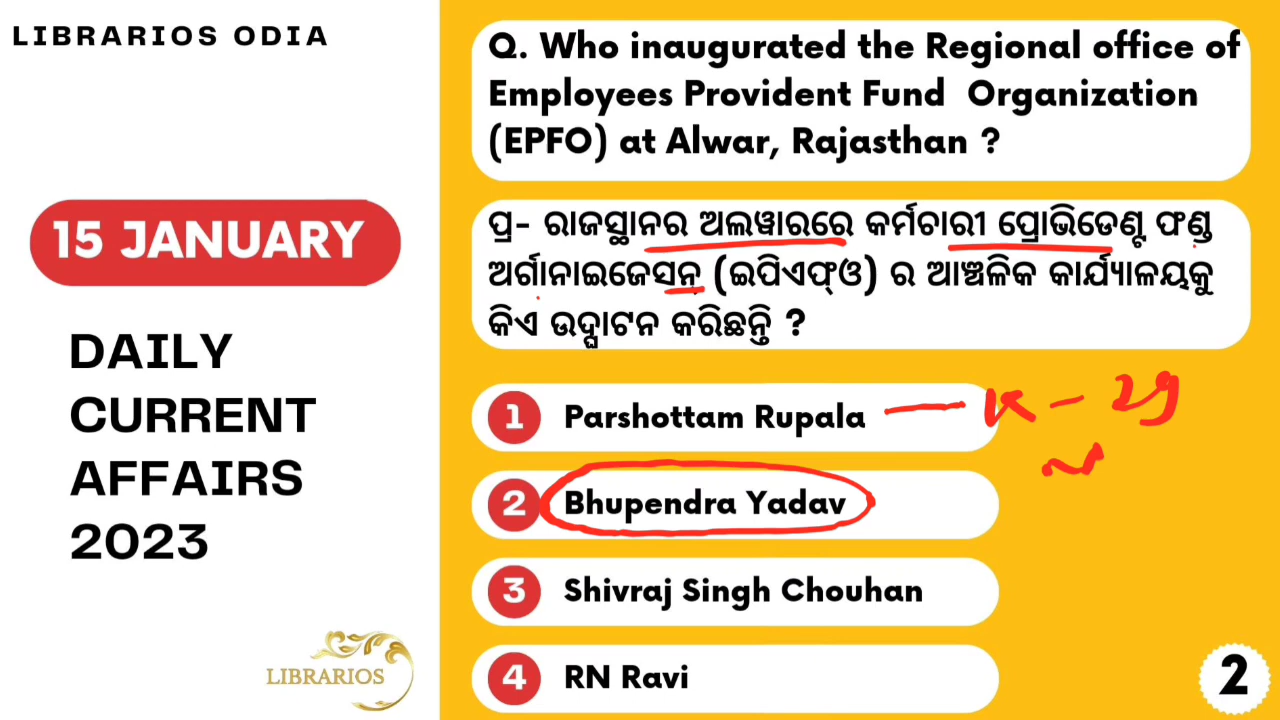 LIBRARIOS ODIA
15 JANUARY
DAILY
CURRENT
AFFAIRS
2023
LIBRARIOS
Q. Who inaugurated the Regional office of
Employees Provident Fund Organization
(EPFO) at Alwar, Rajasthan ?
ପ୍ର- ରାଜସ୍ଥାନର ଅଲୱାରରେ କର୍ମଚାରୀ ପ୍ରୋଭିଡେଣ୍ଟ ଫଣ୍ଡ
ଅର୍ଗାନାଇଜେସନ୍ (ଇପିଏଫ୍ଓ) ର ଆଞ୍ଚଳିକ କାର୍ଯ୍ୟାଳୟକୁ
କିଏ ଉଦ୍ଘାଟନ କରିଛନ୍ତି ?
1 Parshottam Rupala
2 Bhupendra Yadav
3 Shivraj Singh Chouhan
4 RN Ravi
2